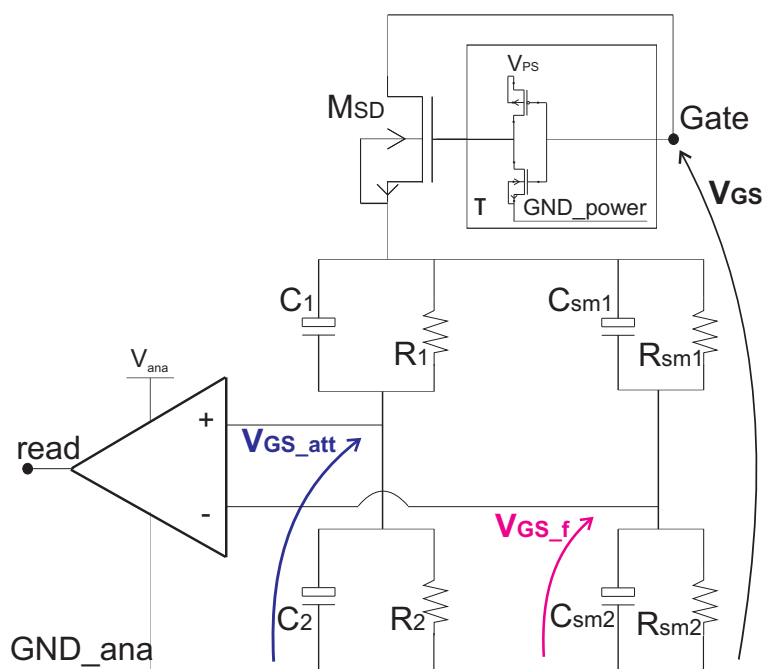 VPS
MSD
Gate
VGS
T
GND_power
C1
R1
Csm1
Rsm1
Vana
+
read
VGS_att
-
VGS_f
C2
R2
Csm2
Rsm2
GND_ana